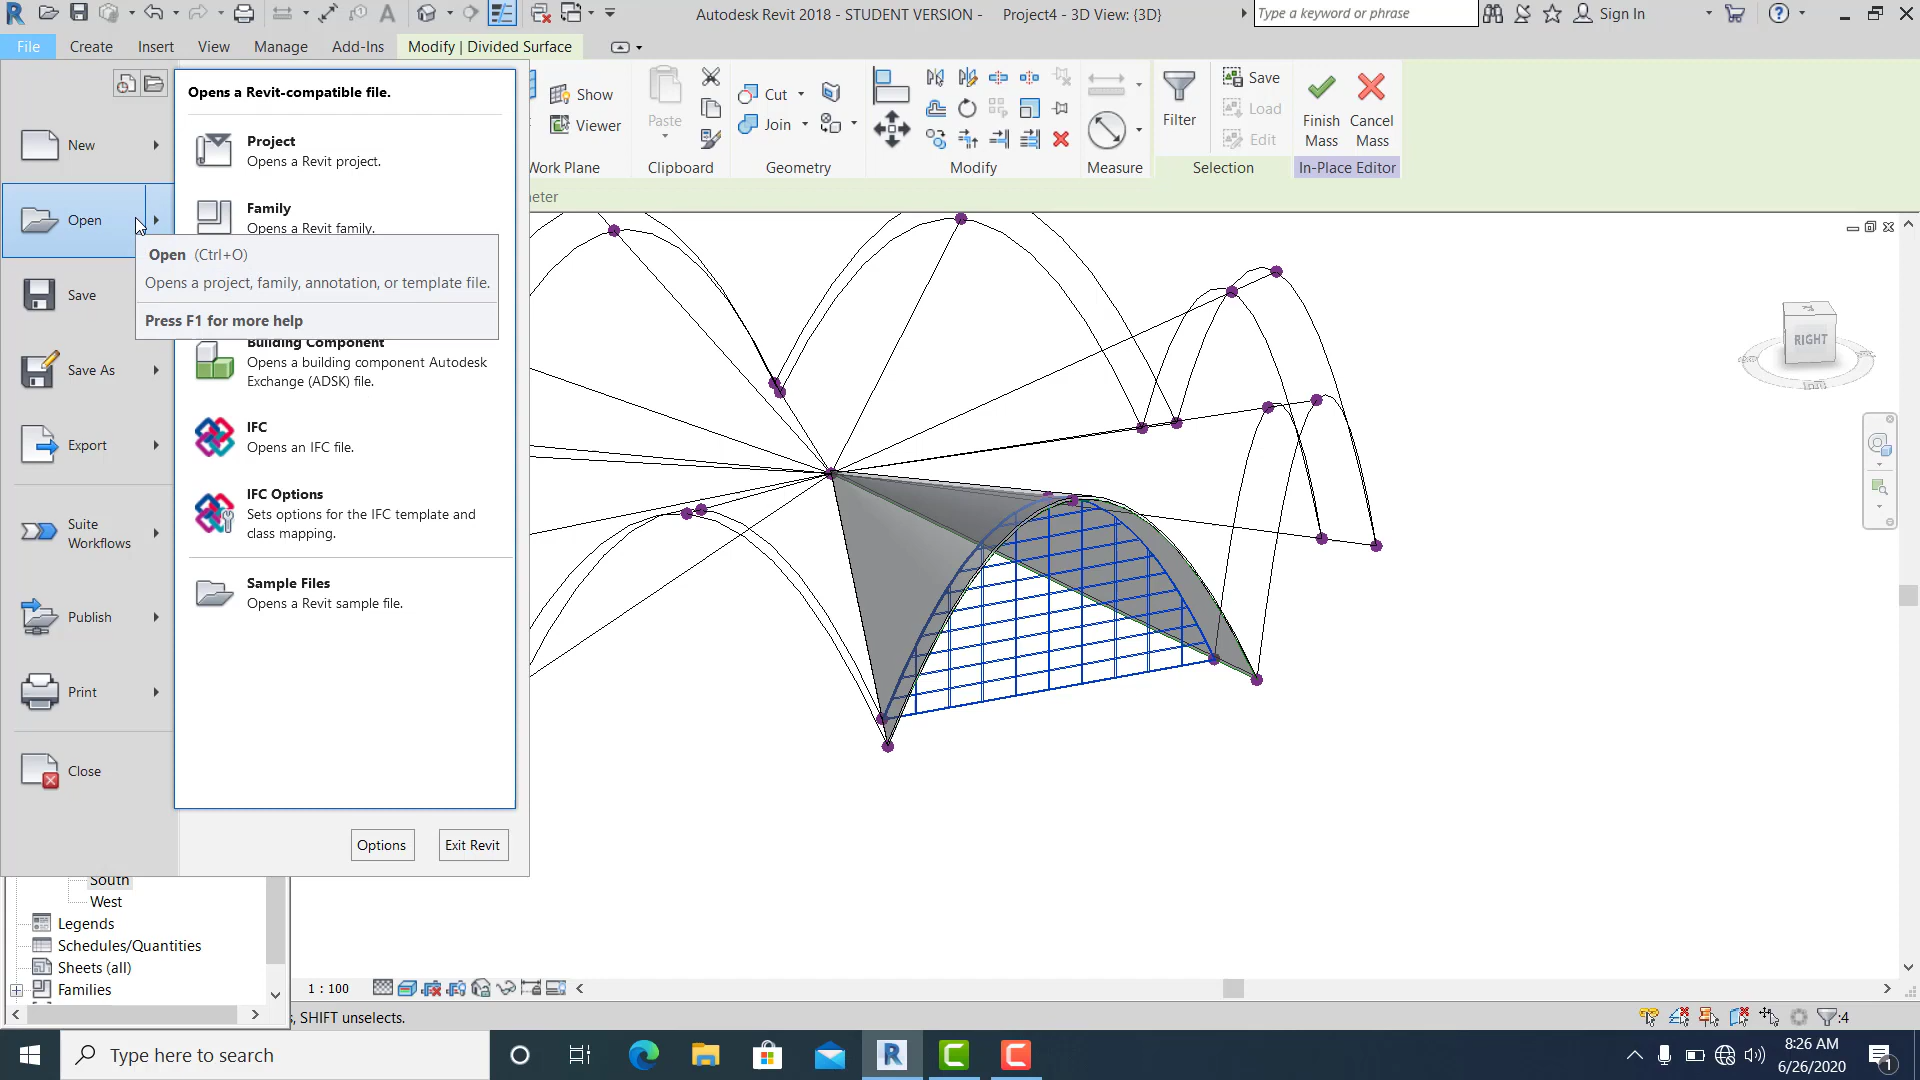 Autodesk Revit 2018 - STUDENT VERSION - Project4 - 3D View: {3D}
Type a keyword or phrase
Sign In
File Create Insert View Manage Add-Ins Modify | Divided Surface
Show
Viewer
Work Plane
Paste
Clipboard
Cut
Join
Geometry
Modify
Measure
Filter
Save
Load
Edit
Selection
Finish Mass
Cancel Mass
In-Place Editor
Opens a Revit-compatible file.
New
Open
Save
Save As
Export
Suite Workflows
Publish
Print
Close
Project
Opens a Revit project.
Family
Opens a Revit family.
Open (Ctrl+O)
Opens a project, family, annotation, or template file.
Press F1 for more help
Building Component
Opens a building component Autodesk
Exchange (ADSK) file.
IFC
Opens an IFC file.
IFC Options
Sets options for the IFC template and
class mapping.
Sample Files
Opens a Revit sample file.
Options
Exit Revit
RIGHT
South
West
Legends
Schedules/Quantities
Sheets (all)
Families
1 : 100
, SHIFT unselects.
:4
Type here to search
8:26 AM
6/26/2020
1